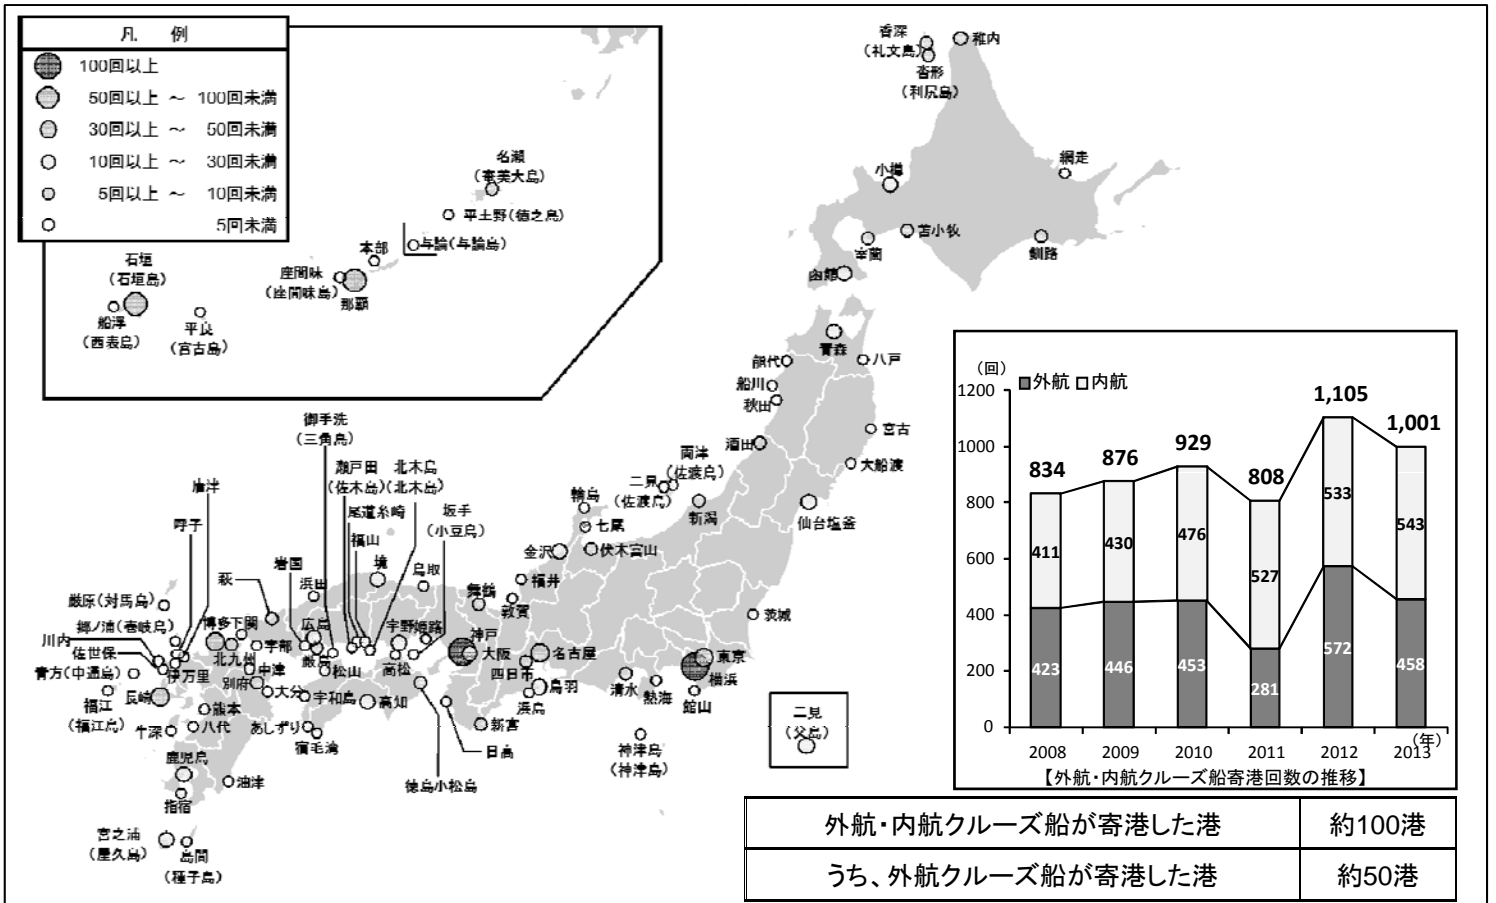 凡 例
100回以上
50回以上 ～ 100回未満
30回以上 ～ 50回未満
10回以上 ～ 30回未満
5回以上 ～ 10回未満
5回未満
名瀬
(奄美大島)
平土野(徳之島)
与論(与論島)
本部
座間味
(座間味島)
那覇
石垣
(石垣島)
船浮
(西表島)
平良
(宮古島)
香深
(礼文島)
稚内
沓形
(利尻島)
小樽
網走
苫小牧
室蘭
釧路
函館
青森
八戸
能代
船川
秋田
宮古
酒田
大船渡
両津
(佐渡島)
二見
(佐渡島)
新潟
仙台塩釜
輪島
七尾
金沢
伏木富山
福井
敦賀
舞鶴
茨城
御手洗
(三角島)
瀬戸田
(佐木島)
北木島
(北木島)
尾道糸崎
坂手
(小豆島)
福山
唐津
呼子
岩国
萩
浜田
境
鳥取
厳原(対馬島)
郷ノ浦(壱岐島)
博多
下関
広島
宇野
姫路
神戸
川内
佐世保
北九州
宇部
厳島
松山
高松
大阪
名古屋
東京
横浜
青方(中通島)
伊万里
中津
四日市
別府
大分
宇和島
高知
鳥羽
浜島
清水
熱海
館山
福江
(福江島)
長崎
熊本
八代
牛深
あしずり
宿毛湾
新宮
日高
徳島小松島
神津島
(神津島)
二見
(父島)
鹿児島
指宿
油津
宮之浦
(屋久島)
島間
(種子島)
(回)
■外航 □内航
1200
1000
800
600
400
200
0
834
876
929
808
1,105
1,001
411
430
476
527
533
543
423
446
453
281
572
458
2008 2009 2010 2011 2012 2013
(年)
【外航・内航クルーズ船寄港回数の推移】
外航・内航クルーズ船が寄港した港 約100港
うち、外航クルーズ船が寄港した港 約50港